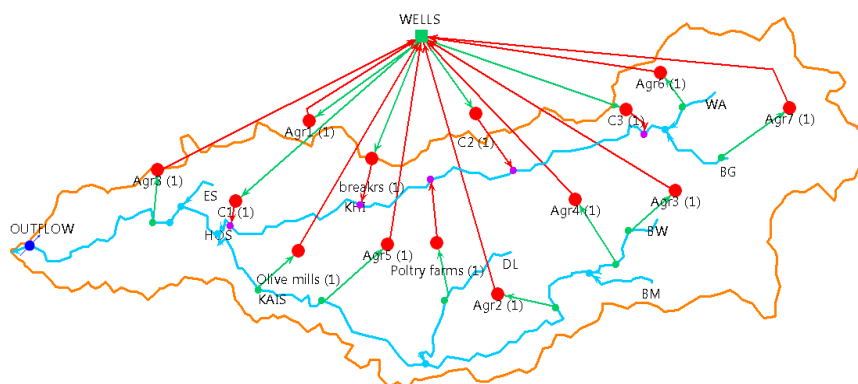 WELLS
Agr6 (1)
WA
C3 (1)
Agr7 (1)
Agr1 (1)
C2 (1)
BG
Agr8 (1)
ES
breakrs (1)
Agr3 (1)
C1 (1)
KHI
Agr4 (1)
OUTFLOW
HOS
BW
Agr5 (1)
DL
Olive mills (1)
Poltry farms (1)
KAIS
Agr2 (1)
BM